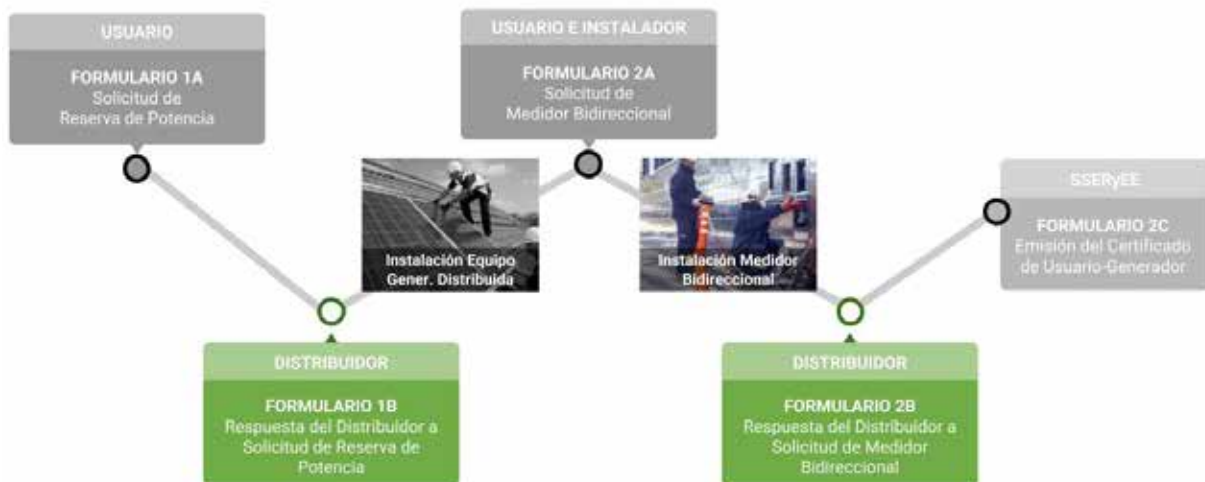 USUARIO
FORMULARIO 1A
Solicitud de
Reserva de Potencia
USUARIO E INSTALADOR
FORMULARIO 2A
Solicitud de
Medidor Bidireccional
Instalación Equipo
Gener. Distribuida
Instalación Medidor
Bidireccional
SSERyEE
FORMULARIO 2C
Emisión del Certificado
de Usuario-Generador
DISTRIBUIDOR
FORMULARIO 1B
Respuesta del Distribuidor a
Solicitud de Reserva de
Potencia
DISTRIBUIDOR
FORMULARIO 2B
Respuesta del Distribuidor a
Solicitud de Medidor
Bidireccional